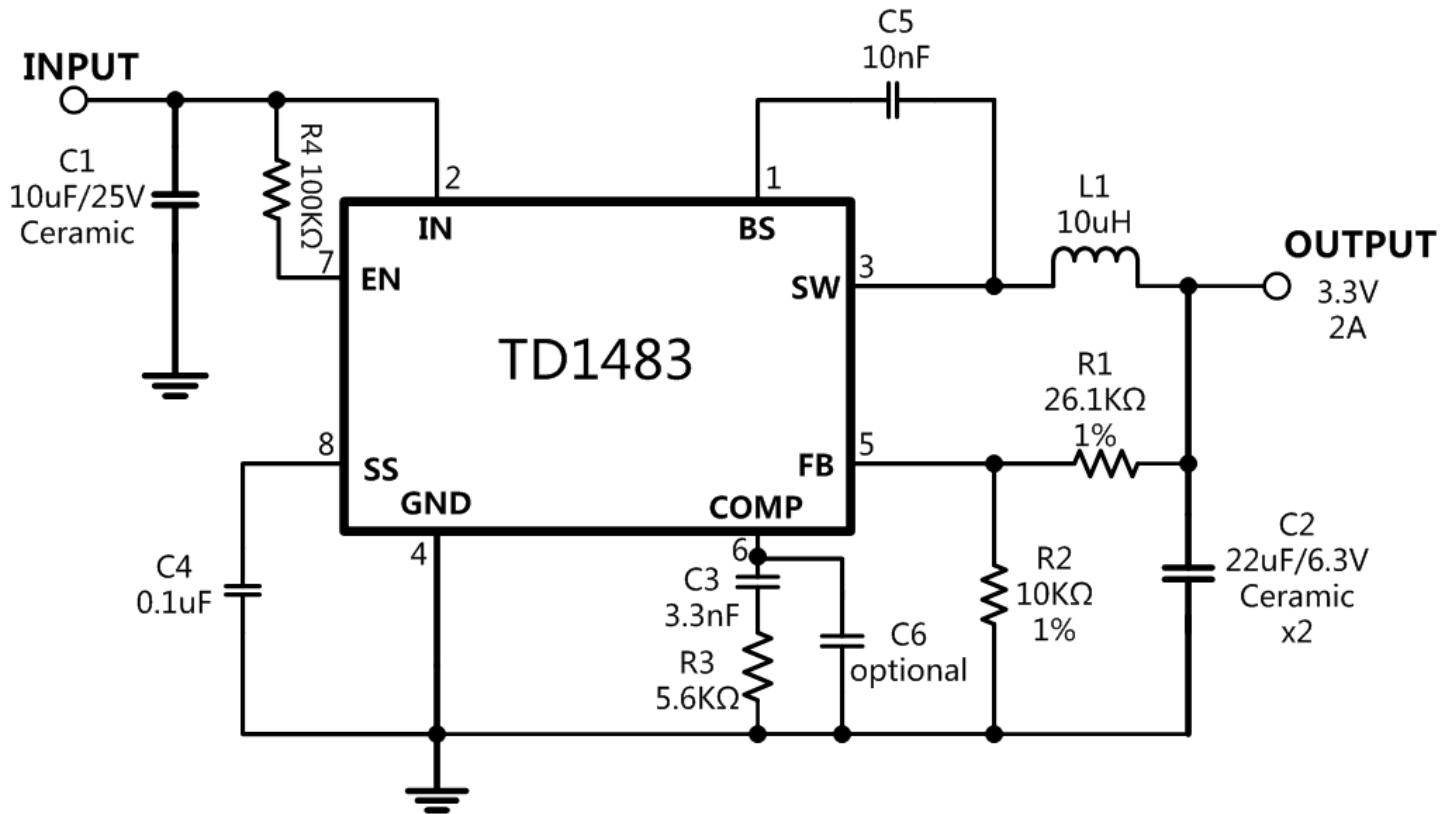 C5
10nF
INPUT
C1
10uF/25V
Ceramic
R4 100KΩ
2
1
IN
BS
7
EN
L1
10uH
OUTPUT
3.3V
2A
3
SW
TD1483
R1
26.1KΩ
1%
8
SS
5
FB
GND
COMP
4
6
C4
0.1uF
C3
3.3nF
R3
5.6KΩ
C6
optional
R2
10KΩ
1%
C2
22uF/6.3V
Ceramic
x2